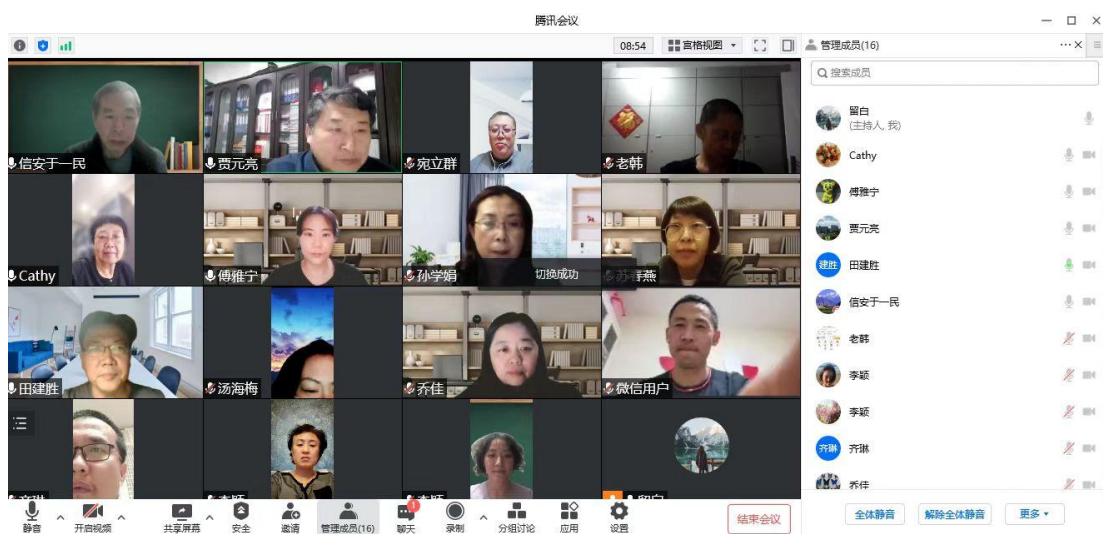 腾讯会议
08:54
宫格视图
管理成员(16)
搜索成员
信安于一民
贾元亮
宛立群
老韩
Cathy
傅雅宁
孙学娟
切换成功
苏春燕
田建胜
汤海梅
乔佳
微信用户
留白
(主持人, 我)
Cathy
傅雅宁
贾元亮
建胜
田建胜
信安于一民
老韩
李颖
李颖
齐琳
齐琳
乔佳
静音
开启视频
共享屏幕
安全
邀请
管理成员(16)
1
聊天
录制
分组讨论
应用
设置
结束会议
全体静音
解除全体静音
更多